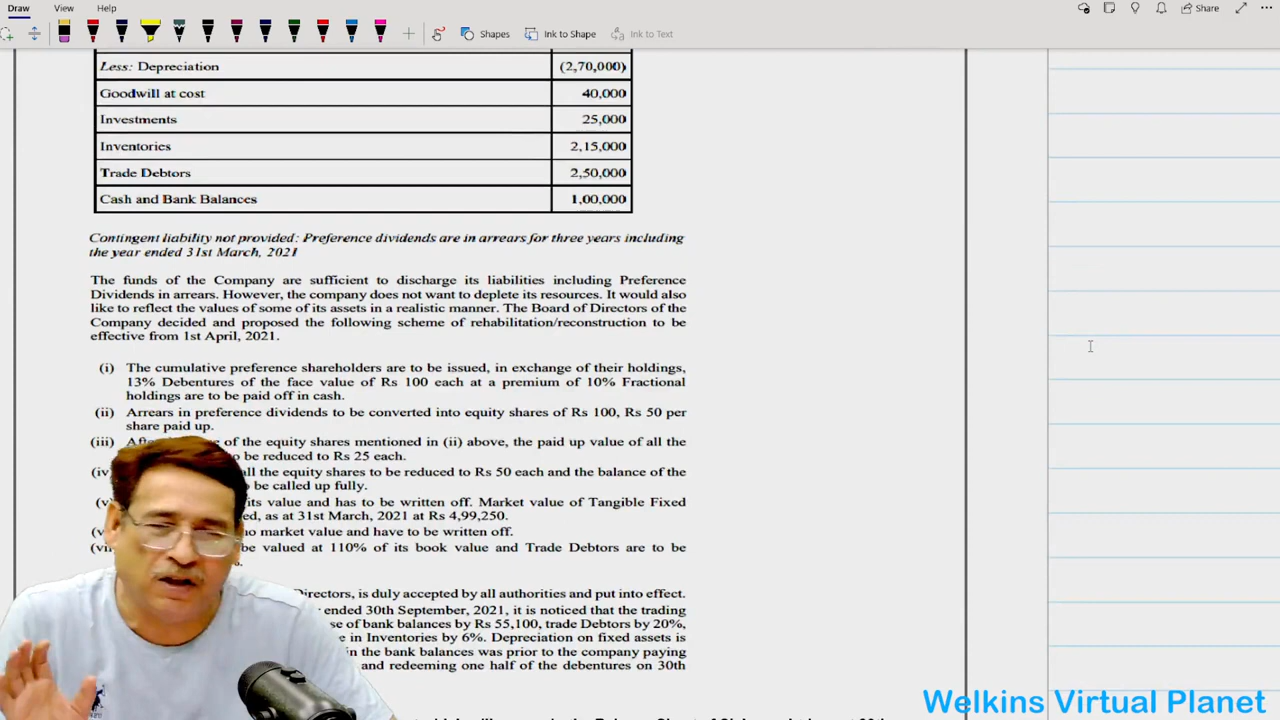 Draw View Help
Share
Shapes Ink to Shape Ink to Text
Less: Depreciation (2,70,000)
Goodwill at cost 40,000
Investments 25,000
Inventories 2,15,000
Trade Debtors 2,50,000
Cash and Bank Balances 1,00,000
Contingent liability not provided: Preference dividends are in arrears for three years including
the year ended 31st March, 2021
The funds of the Company are sufficient to discharge its liabilities including Preference
Dividends in arrears. However, the company does not want to deplete its resources. It would also
like to reflect the values of some of its assets in a realistic manner. The Board of Directors of the
Company decided and proposed the following scheme of rehabilitation/reconstruction to be
effective from 1st April, 2021.
(i) The cumulative preference shareholders are to be issued, in exchange of their holdings,
13% Debentures of the face value of Rs 100 each at a premium of 10% Fractional
holdings are to be paid off in cash.
(ii) Arrears in preference dividends to be converted into equity shares of Rs 100, Rs 50 per
share paid up.
(iii) of the equity shares mentioned in (ii) above, the paid up value of all the
to be reduced to Rs 25 each.
all the equity shares to be reduced to Rs 50 each and the balance of the
be called up fully.
its value and has to be written off. Market value of Tangible Fixed
as at 31st March, 2021 at Rs 4,99,250.
no market value and have to be written off.
be valued at 110% of its book value and Trade Debtors are to be
Directors, is duly accepted by all authorities and put into effect.
ended 30th September, 2021, it is noticed that the trading
of bank balances by Rs 55,100, trade Debtors by 20%,
in Inventories by 6%. Depreciation on fixed assets is
in the bank balances was prior to the company paying
and redeeming one half of the debentures on 30th
Welkins Virtual Planet